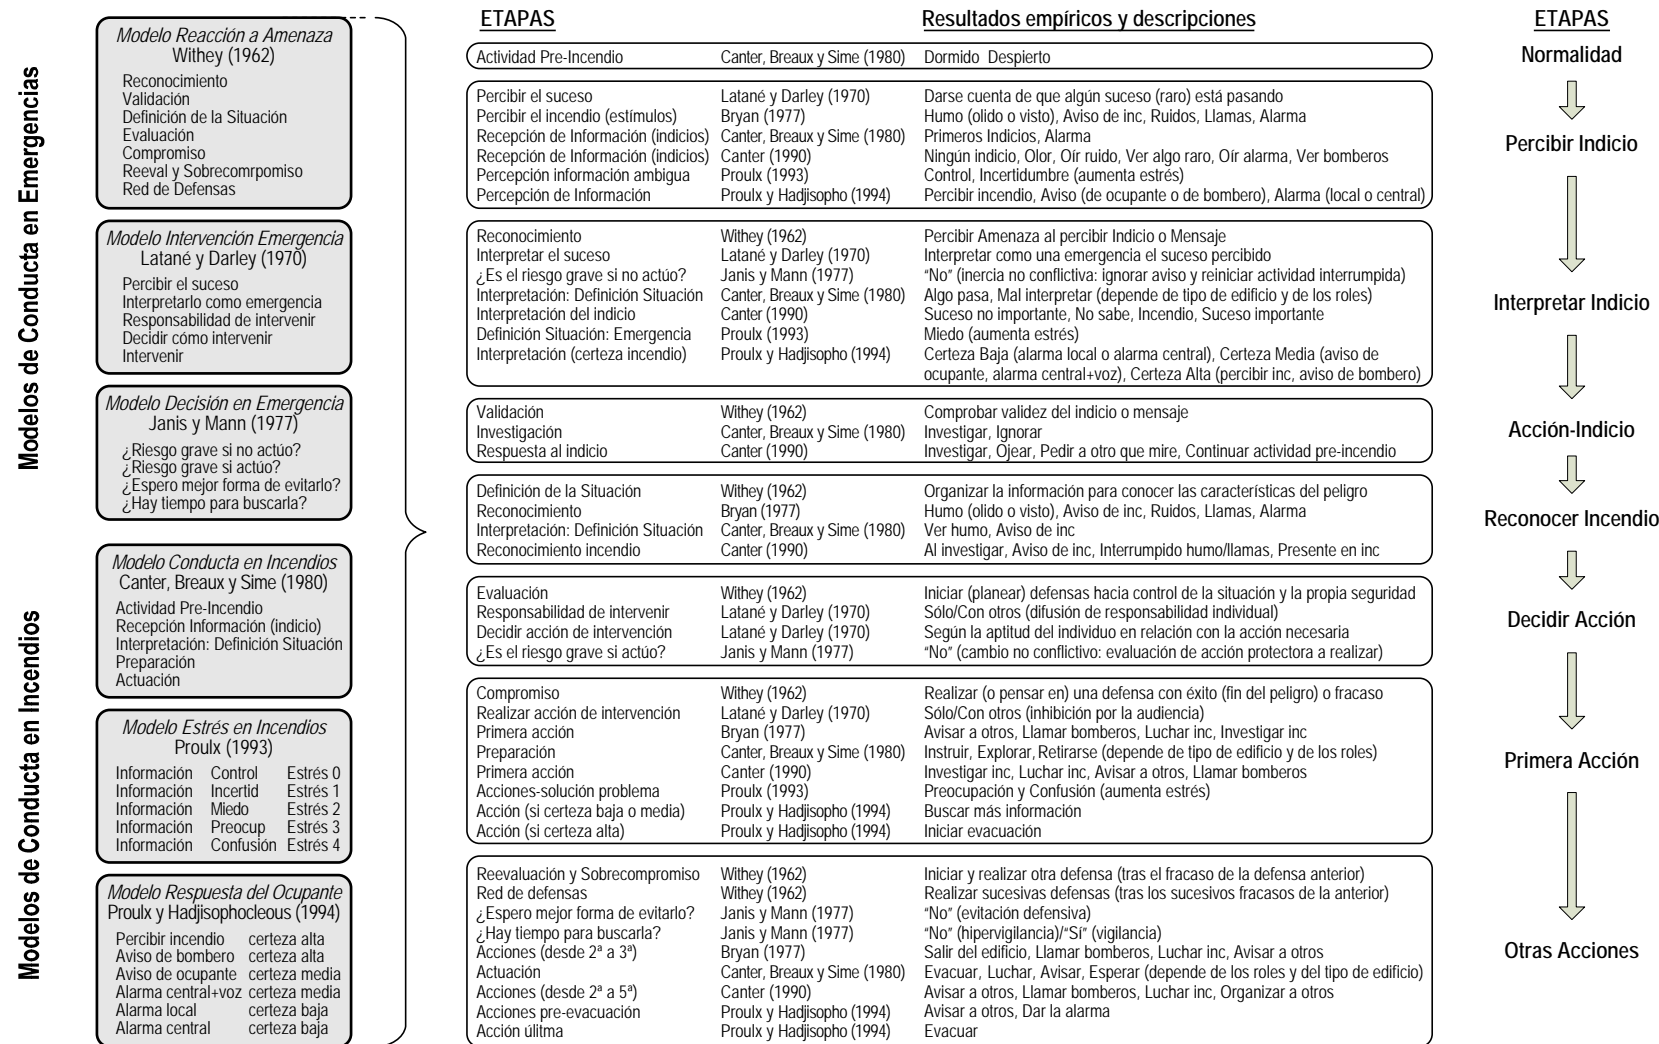 Modelos de Conducta en Emergencias
Modelo Reacción a Amenaza
Withey (1962)
Reconocimiento
Validación
Definición de la Situación
Evaluación
Compromiso
Reeval y Sobrecomrpomiso
Red de Defensas
Modelo Intervención Emergencia
Latané y Darley (1970)
Percibir el suceso
Interpretarlo como emergencia
Responsabilidad de intervenir
Decidir cómo intervenir
Intervenir
Modelo Decisión en Emergencia
Janis y Mann (1977)
¿Riesgo grave si no actúo?
¿Riesgo grave si actúo?
¿Espero mejor forma de evitarlo?
¿Hay tiempo para buscarla?
Modelos de Conducta en Incendios
Modelo Conducta en Incendios
Canter, Breaux y Sime (1980)
Actividad Pre-Incendio
Recepción Información (indicio)
Interpretación: Definición Situación
Preparación
Actuación
Modelo Estrés en Incendios
Proulx (1993)
Información Control Estrés 0
Información Incertid Estrés 1
Información Miedo Estrés 2
Información Preocup Estrés 3
Información Confusión Estrés 4
Modelo Respuesta del Ocupante
Proulx y Hadjisophocleous (1994)
Percibir incendio certeza alta
Aviso de bombero certeza alta
Aviso de ocupante certeza media
Alarma central+voz certeza media
Alarma local certeza baja
Alarma central certeza baja
ETAPAS Resultados empíricos y descripciones
Actividad Pre-Incendio Canter, Breaux y Sime (1980) Dormido Despierto
Percibir el suceso Latané y Darley (1970) Darse cuenta de que algún suceso (raro) está pasando
Percibir el incendio (estímulos) Bryan (1977) Humo (olido o visto), Aviso de inc, Ruidos, Llamas, Alarma
Recepción de Información (indicios) Canter, Breaux y Sime (1980) Primeros Indicios, Alarma
Recepción de Información (indicios) Canter (1990) Ningún indicio, Olor, Oír ruido, Ver algo raro, Oír alarma, Ver bomberos
Percepción información ambigua Proulx (1993) Control, Incertidumbre (aumenta estrés)
Percepción de Información Proulx y Hadjisopho (1994) Percibir incendio, Aviso (de ocupante o de bombero), Alarma (local o central)
Reconocimiento Withey (1962) Percibir Amenaza al percibir Indicio o Mensaje
Interpretar el suceso Latané y Darley (1970) Interpretar como una emergencia el suceso percibido
¿Es el riesgo grave si no actúo? Janis y Mann (1977) “No” (inercia no conflictiva: ignorar aviso y reiniciar actividad interrumpida)
Interpretación: Definición Situación Canter, Breaux y Sime (1980) Algo pasa, Mal interpretar (depende de tipo de edificio y de los roles)
Interpretación del indicio Canter (1990) Suceso no importante, No sabe, Incendio, Suceso importante
Definición Situación: Emergencia Proulx (1993) Miedo (aumenta estrés)
Interpretación (certeza incendio) Proulx y Hadjisopho (1994) Certeza Baja (alarma local o alarma central), Certeza Media (aviso de
ocupante, alarma central+voz), Certeza Alta (percibir inc, aviso de bombero)
Validación Withey (1962) Comprobar validez del indicio o mensaje
Investigación Canter, Breaux y Sime (1980) Investigar, Ignorar
Respuesta al indicio Canter (1990) Investigar, Ojear, Pedir a otro que mire, Continuar actividad pre-incendio
Definición de la Situación Withey (1962) Organizar la información para conocer las características del peligro
Reconocimiento Bryan (1977) Humo (olido o visto), Aviso de inc, Ruidos, Llamas, Alarma
Interpretación: Definición Situación Canter, Breaux y Sime (1980) Ver humo, Aviso de inc
Reconocimiento incendio Canter (1990) Al investigar, Aviso de inc, Interrumpido humo/llamas, Presente en inc
Evaluación Withey (1962) Iniciar (planear) defensas hacia control de la situación y la propia seguridad
Responsabilidad de intervenir Latané y Darley (1970) Sólo/Con otros (difusión de responsabilidad individual)
Decidir acción de intervención Latané y Darley (1970) Según la aptitud del individuo en relación con la acción necesaria
¿Es el riesgo grave si actúo? Janis y Mann (1977) “No” (cambio no conflictivo: evaluación de acción protectora a realizar)
Compromiso Withey (1962) Realizar (o pensar en) una defensa con éxito (fin del peligro) o fracaso
Realizar acción de intervención Latané y Darley (1970) Sólo/Con otros (inhibición por la audiencia)
Primera acción Bryan (1977) Avisar a otros, Llamar bomberos, Luchar inc, Investigar inc
Preparación Canter, Breaux y Sime (1980) Instruir, Explorar, Retirarse (depende de tipo de edificio y de los roles)
Primera acción Canter (1990) Investigar inc, Luchar inc, Avisar a otros, Llamar bomberos
Acciones-solución problema Proulx (1993) Preocupación y Confusión (aumenta estrés)
Acción (si certeza baja o media) Proulx y Hadjisopho (1994) Buscar más información
Acción (si certeza alta) Proulx y Hadjisopho (1994) Iniciar evacuación
Reevaluación y Sobrecompromiso Withey (1962) Iniciar y realizar otra defensa (tras el fracaso de la defensa anterior)
Red de defensas Withey (1962) Realizar sucesivas defensas (tras los sucesivos fracasos de la anterior)
¿Espero mejor forma de evitarlo? Janis y Mann (1977) “No” (evitación defensiva)
¿Hay tiempo para buscarla? Janis y Mann (1977) “No” (hipervigilancia)/“Sí” (vigilancia)
Acciones (desde 2ª a 3ª) Bryan (1977) Salir del edificio, Llamar bomberos, Luchar inc, Avisar a otros
Actuación Canter, Breaux y Sime (1980) Evacuar, Luchar, Avisar, Esperar (depende de los roles y del tipo de edificio)
Acciones (desde 2ª a 5ª) Canter (1990) Avisar a otros, Llamar bomberos, Luchar inc, Organizar a otros
Acciones pre-evacuación Proulx y Hadjisopho (1994) Avisar a otros, Dar la alarma
Acción úlitma Proulx y Hadjisopho (1994) Evacuar
ETAPAS
Normalidad
Percibir Indicio
Interpretar Indicio
Acción-Indicio
Reconocer Incendio
Decidir Acción
Primera Acción
Otras Acciones